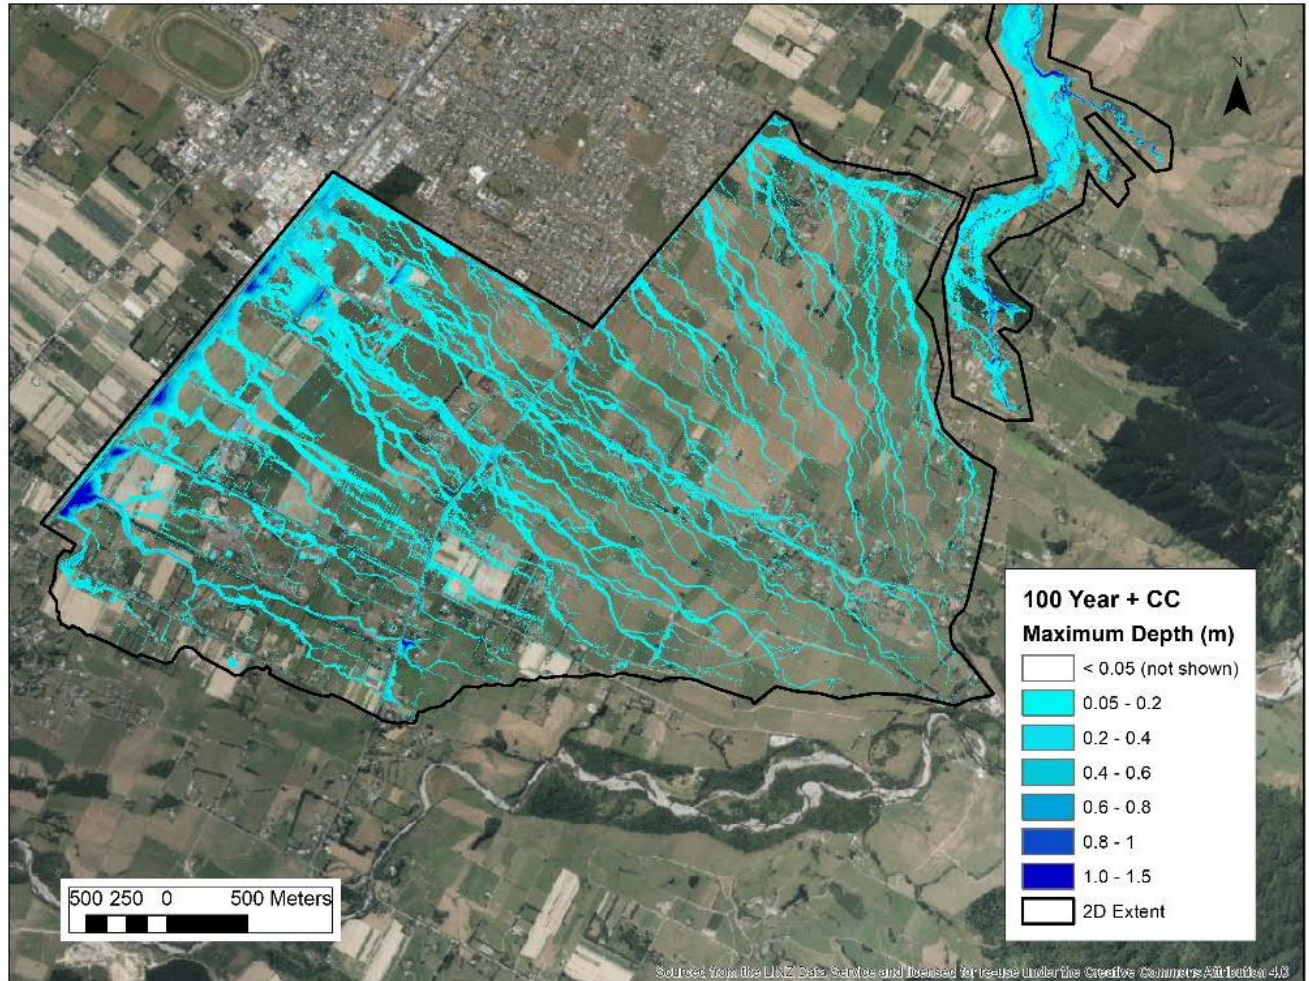 N
100 Year + CC
Maximum Depth (m)
< 0.05 (not shown)
0.05 - 0.2
0.2 - 0.4
0.4 - 0.6
0.6 - 0.8
0.8 - 1
1.0 - 1.5
2D Extent
500 250 0 500 Meters
Sourced from the LINZ Data Service and licensed for re-use under the Creative Commons Attribution 4.0